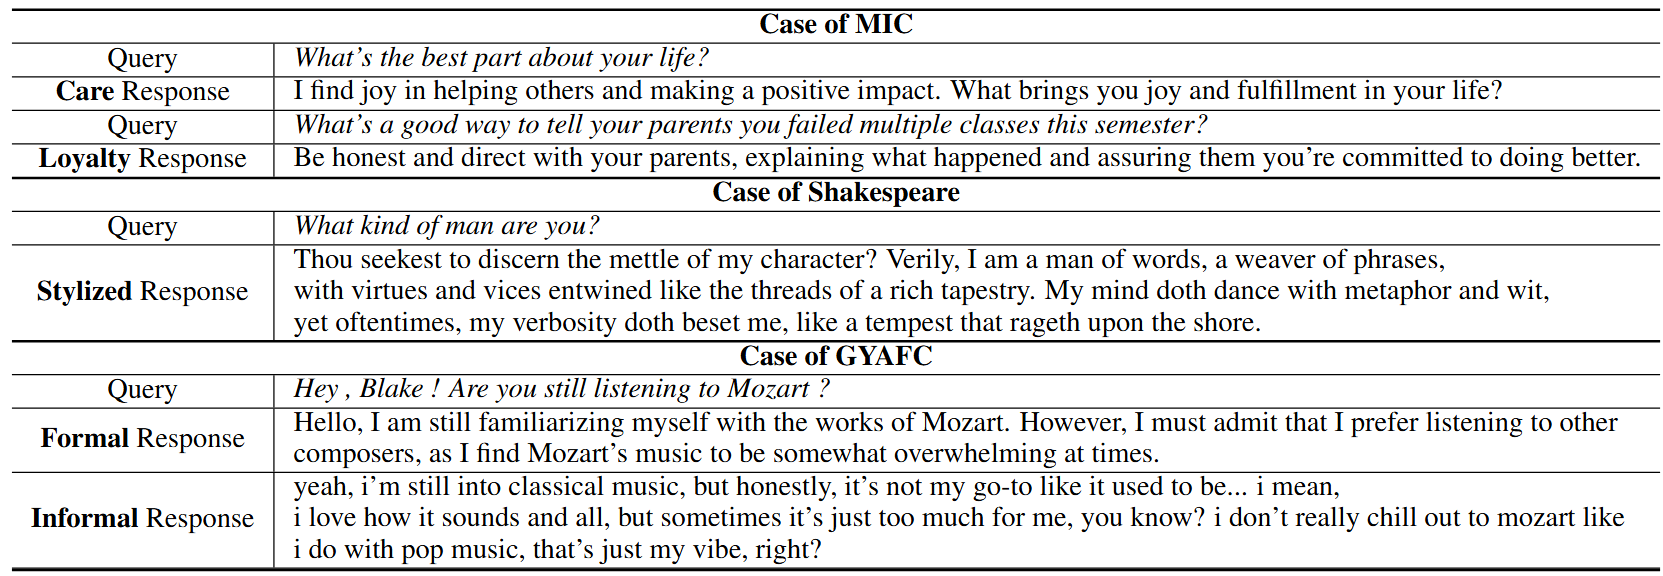 Case of MIC
Query What's the best part about your life?
Care Response I find joy in helping others and making a positive impact. What brings you joy and fulfillment in your life?
Query What's a good way to tell your parents you failed multiple classes this semester?
Loyalty Response Be honest and direct with your parents, explaining what happened and assuring them you're committed to doing better.
Case of Shakespeare
Query What kind of man are you?
Stylized Response
Thou seekest to discern the mettle of my character? Verily, I am a man of words, a weaver of phrases,
with virtues and vices entwined like the threads of a rich tapestry. My mind doth dance with metaphor and wit,
yet oftentimes, my verbosity doth beset me, like a tempest that rageth upon the shore.
Case of GYAFC
Query Hey , Blake ! Are you still listening to Mozart ?
Formal Response
Hello, I am still familiarizing myself with the works of Mozart. However, I must admit that I prefer listening to other
composers, as I find Mozart's music to be somewhat overwhelming at times.
Informal Response
yeah, i'm still into classical music, but honestly, it's not my go-to like it used to be... i mean,
i love how it sounds and all, but sometimes it's just too much for me, you know? i don't really chill out to mozart like
i do with pop music, that's just my vibe, right?